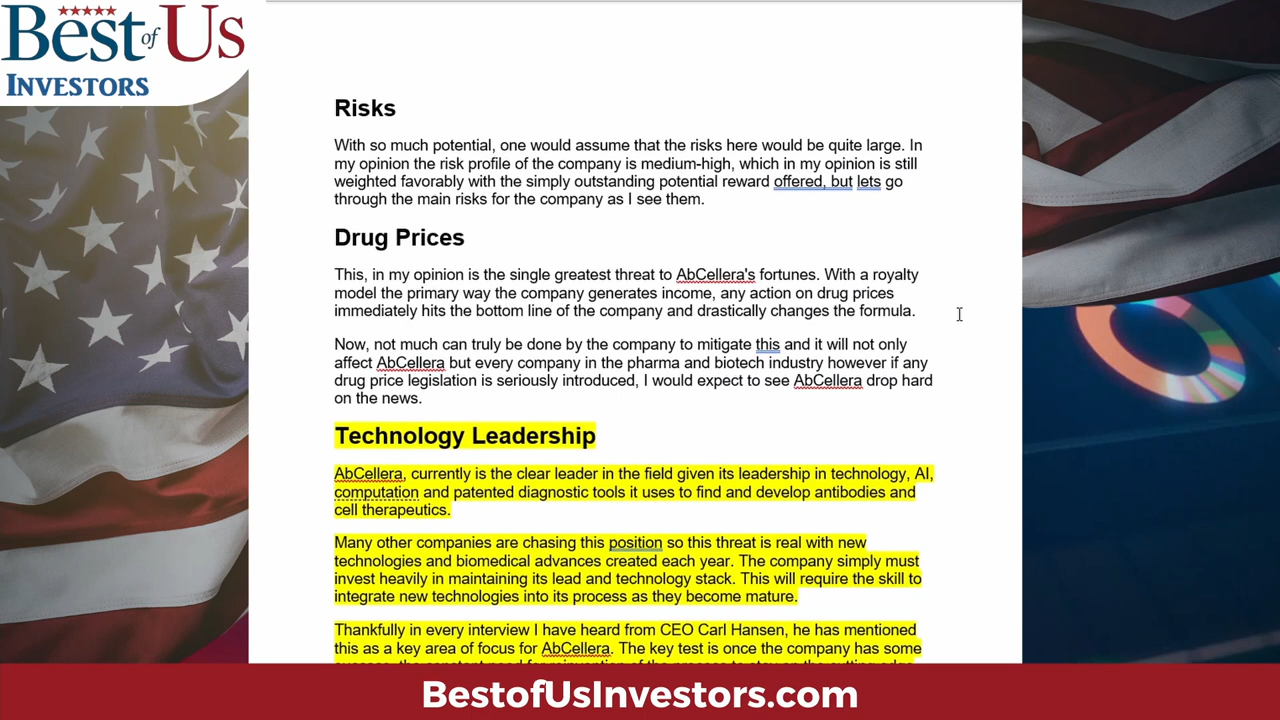 Best of Us
INVESTORS
Risks
With so much potential, one would assume that the risks here would be quite large. In
my opinion the risk profile of the company is medium-high, which in my opinion is still
weighted favorably with the simply outstanding potential reward offered, but lets go
through the main risks for the company as I see them.
Drug Prices
This, in my opinion is the single greatest threat to AbCellera's fortunes. With a royalty
model the primary way the company generates income, any action on drug prices
immediately hits the bottom line of the company and drastically changes the formula.
Now, not much can truly be done by the company to mitigate this and it will not only
affect AbCellera but every company in the pharma and biotech industry however if any
drug price legislation is seriously introduced, I would expect to see AbCellera drop hard
on the news.
Technology Leadership
AbCellera, currently is the clear leader in the field given its leadership in technology, AI,
computation and patented diagnostic tools it uses to find and develop antibodies and
cell therapeutics.
Many other companies are chasing this position so this threat is real with new
technologies and biomedical advances created each year. The company simply must
invest heavily in maintaining its lead and technology stack. This will require the skill to
integrate new technologies into its process as they become mature.
Thankfully in every interview I have heard from CEO Carl Hansen, he has mentioned
this as a key area of focus for AbCellera. The key test is once the company has some
BestofUsInvestors.com